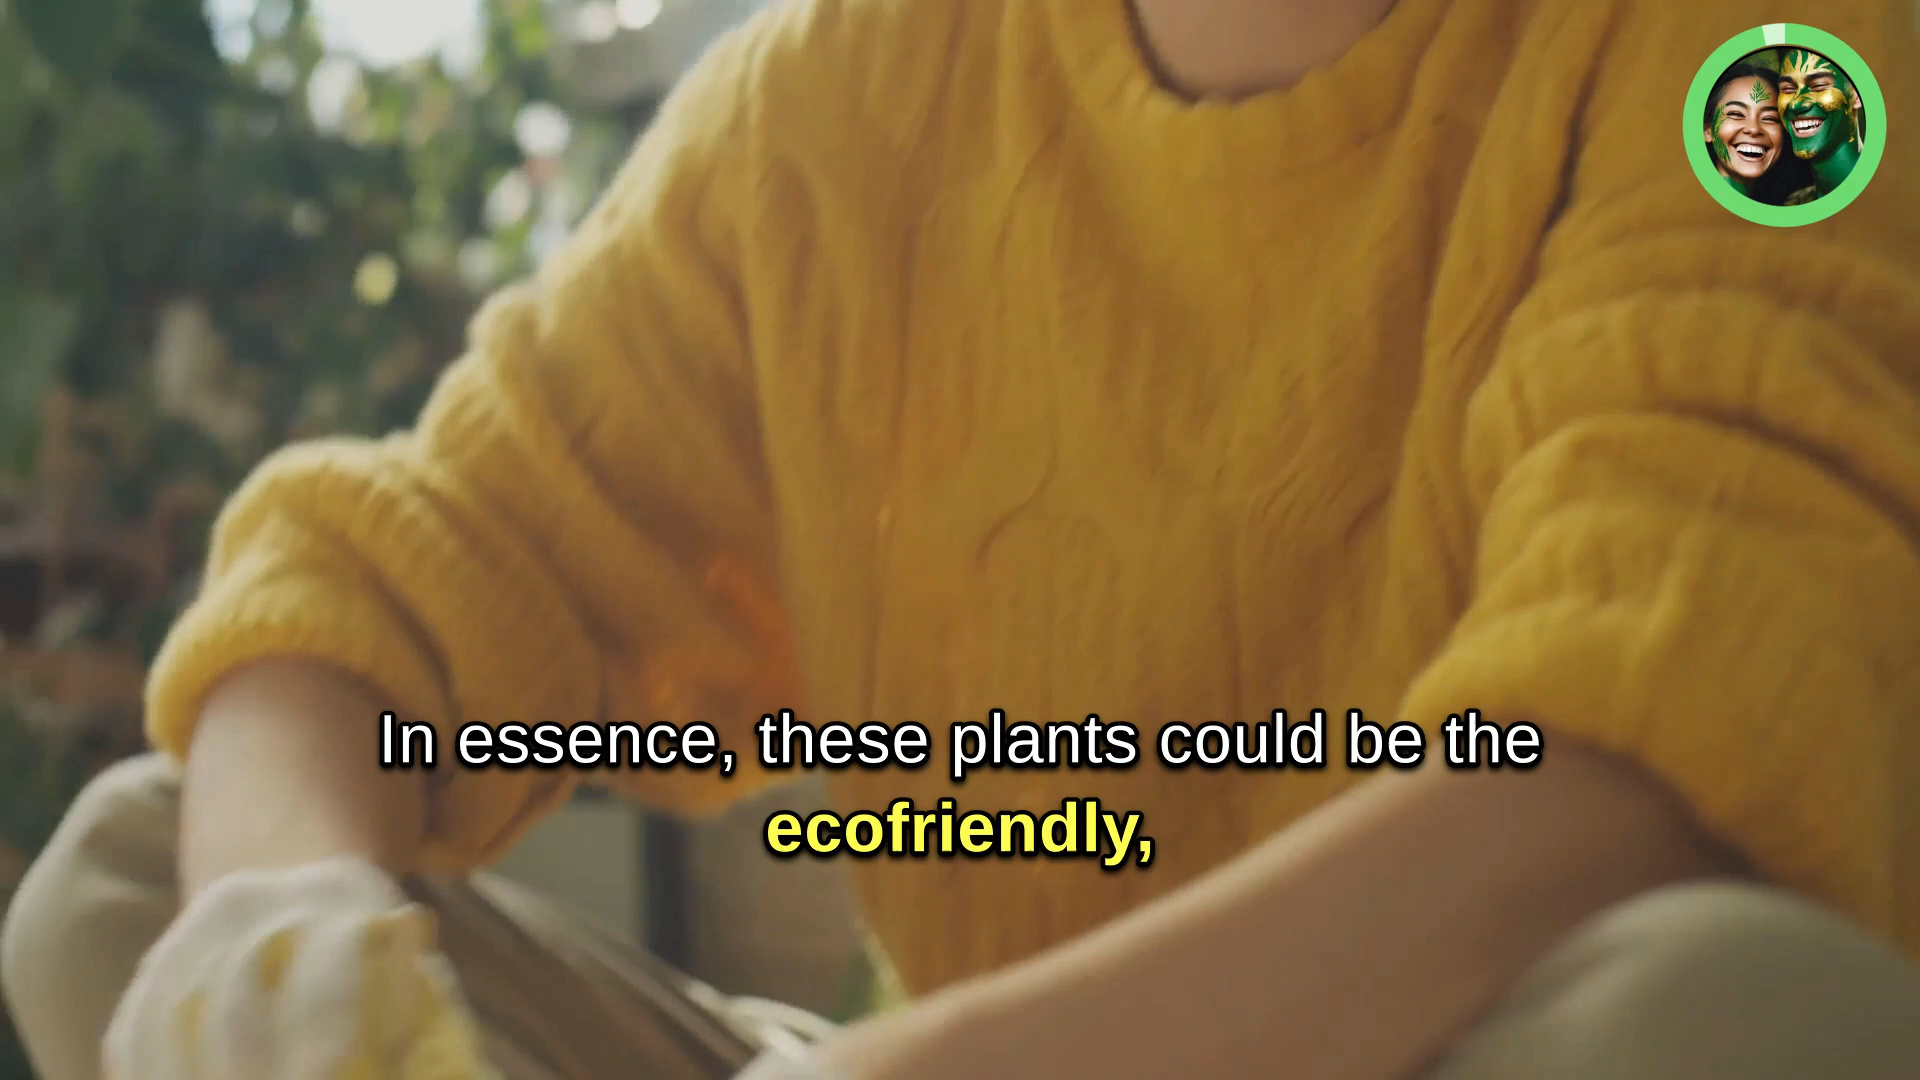 In essence, these plants could be the
ecofriendly,